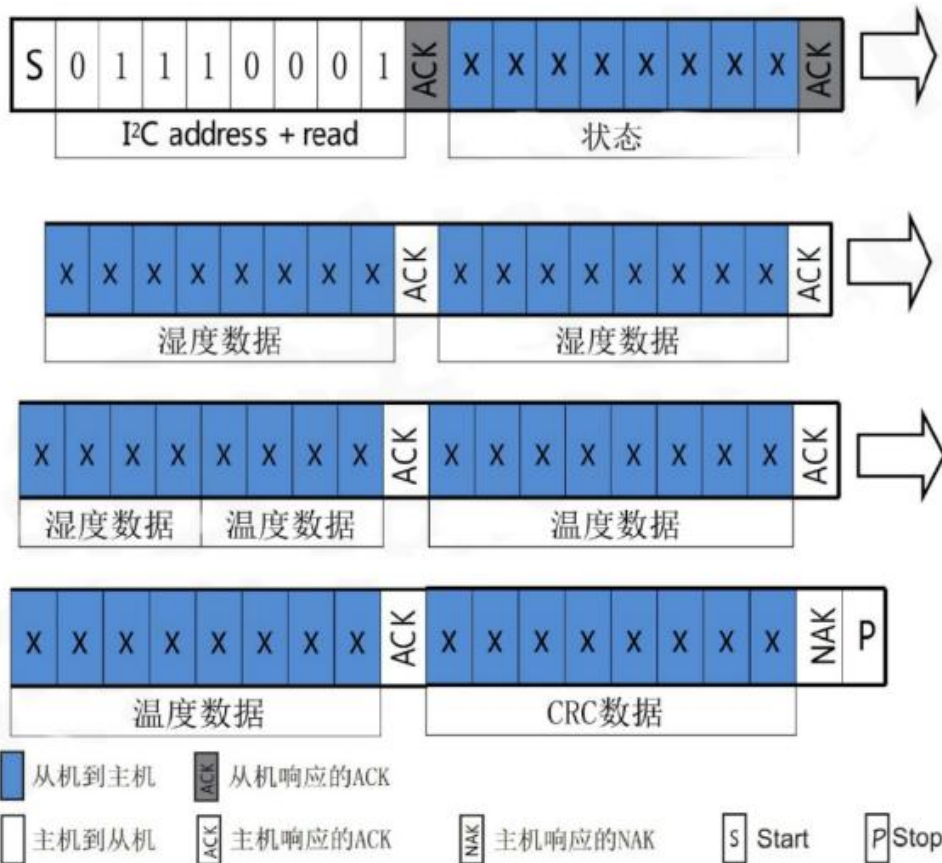 S 0 1 1 1 0 0 0 1 ACK X X X X X X X X ACK
I²C address + read 状态
X X X X X X X X ACK X X X X X X X X ACK
湿度数据 湿度数据
X X X X X X X X ACK X X X X X X X X ACK
湿度数据 温度数据 温度数据
X X X X X X X X ACK X X X X X X X X NAK P
温度数据 CRC数据
从机到主机 ACK 从机响应的ACK
主机到从机 ACK 主机响应的ACK NAK 主机响应的NAK S Start P Stop